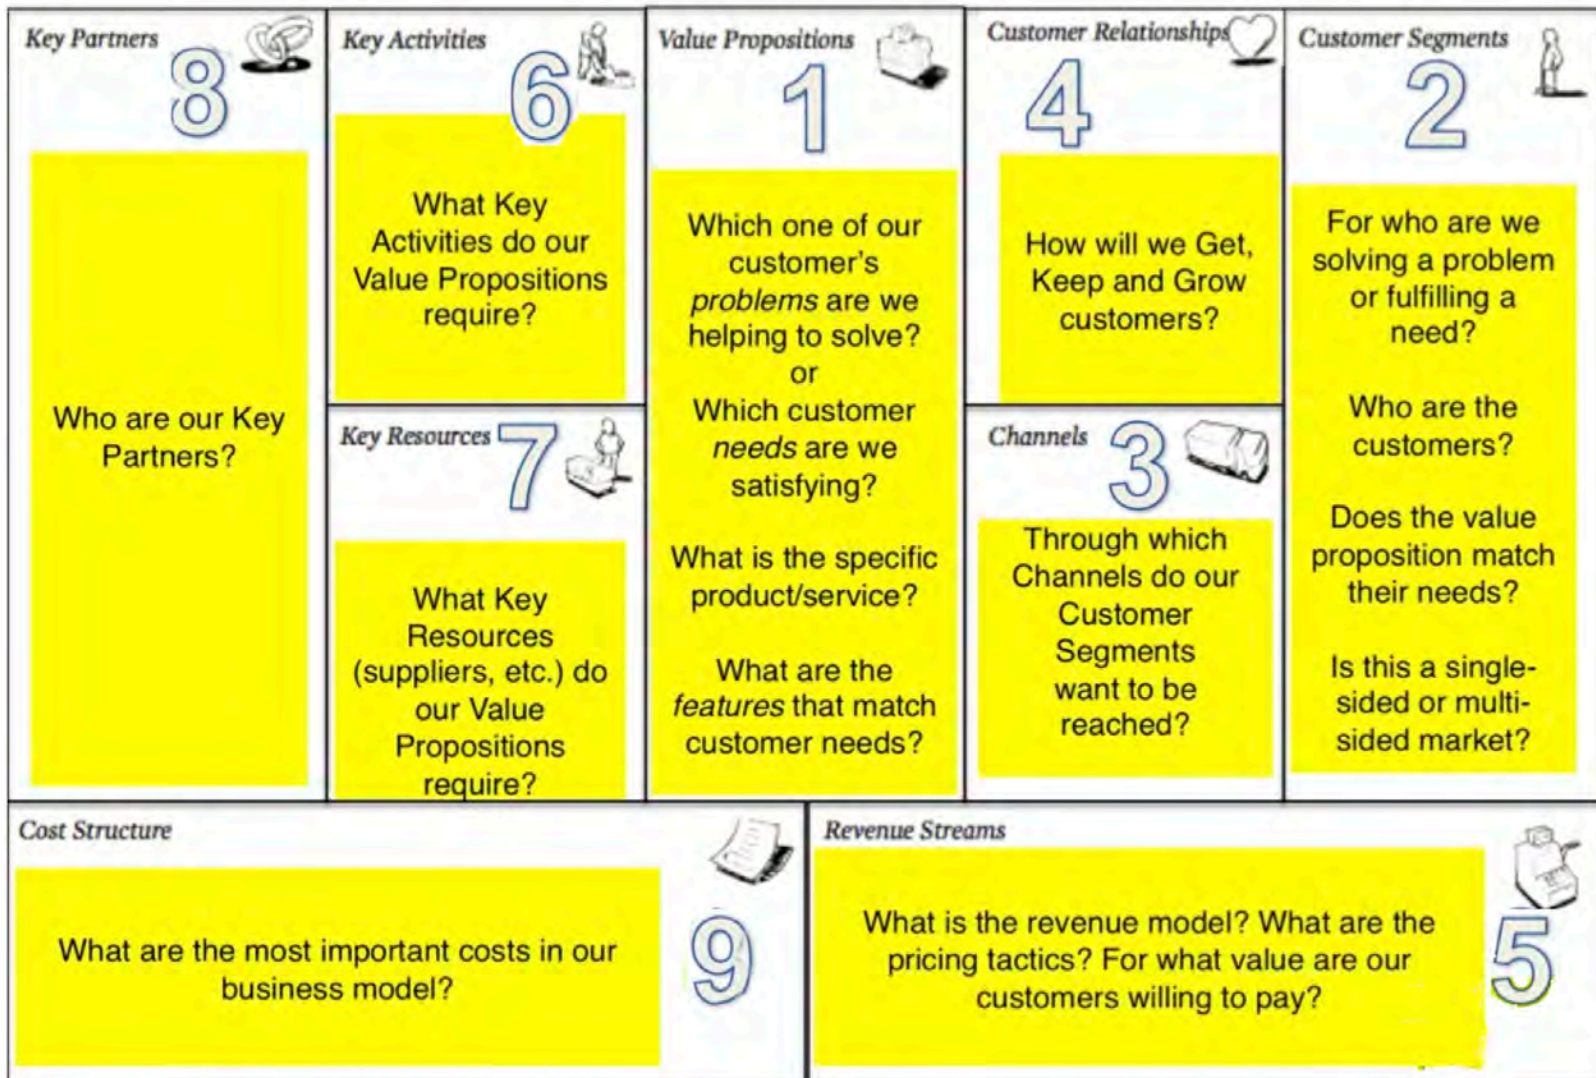 Key Partners
8
Who are our Key
Partners?
Key Activities
6
What Key
Activities do our
Value Propositions
require?
Key Resources
7
What Key
Resources
(suppliers, etc.) do
our Value
Propositions
require?
Value Propositions
1
Which one of our
customer's
problems are we
helping to solve?
or
Which customer
needs are we
satisfying?
What is the specific
product/service?
What are the
features that match
customer needs?
Customer Relationships
4
How will we Get,
Keep and Grow
customers?
Channels
3
Through which
Channels do our
Customer
Segments
want to be
reached?
Customer Segments
2
For who are we
solving a problem
or fulfilling a
need?
Who are the
customers?
Does the value
proposition match
their needs?
Is this a single-
sided or multi-
sided market?
Cost Structure
What are the most important costs in our
business model?
9
Revenue Streams
What is the revenue model? What are the
pricing tactics? For what value are our
customers willing to pay?
5